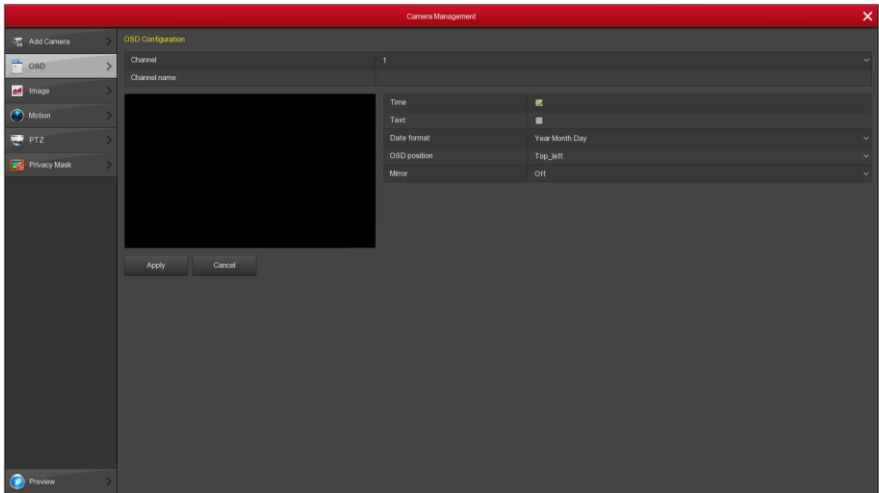 Camera Management
Add Camera
OSD
Image
Motion
PTZ
Privacy Mask
Preview
OSD Configuration
Channel 1
Channel name
Time
Text
Date format Year Month Day
OSD position Top_left
Mirror Off
Apply Cancel